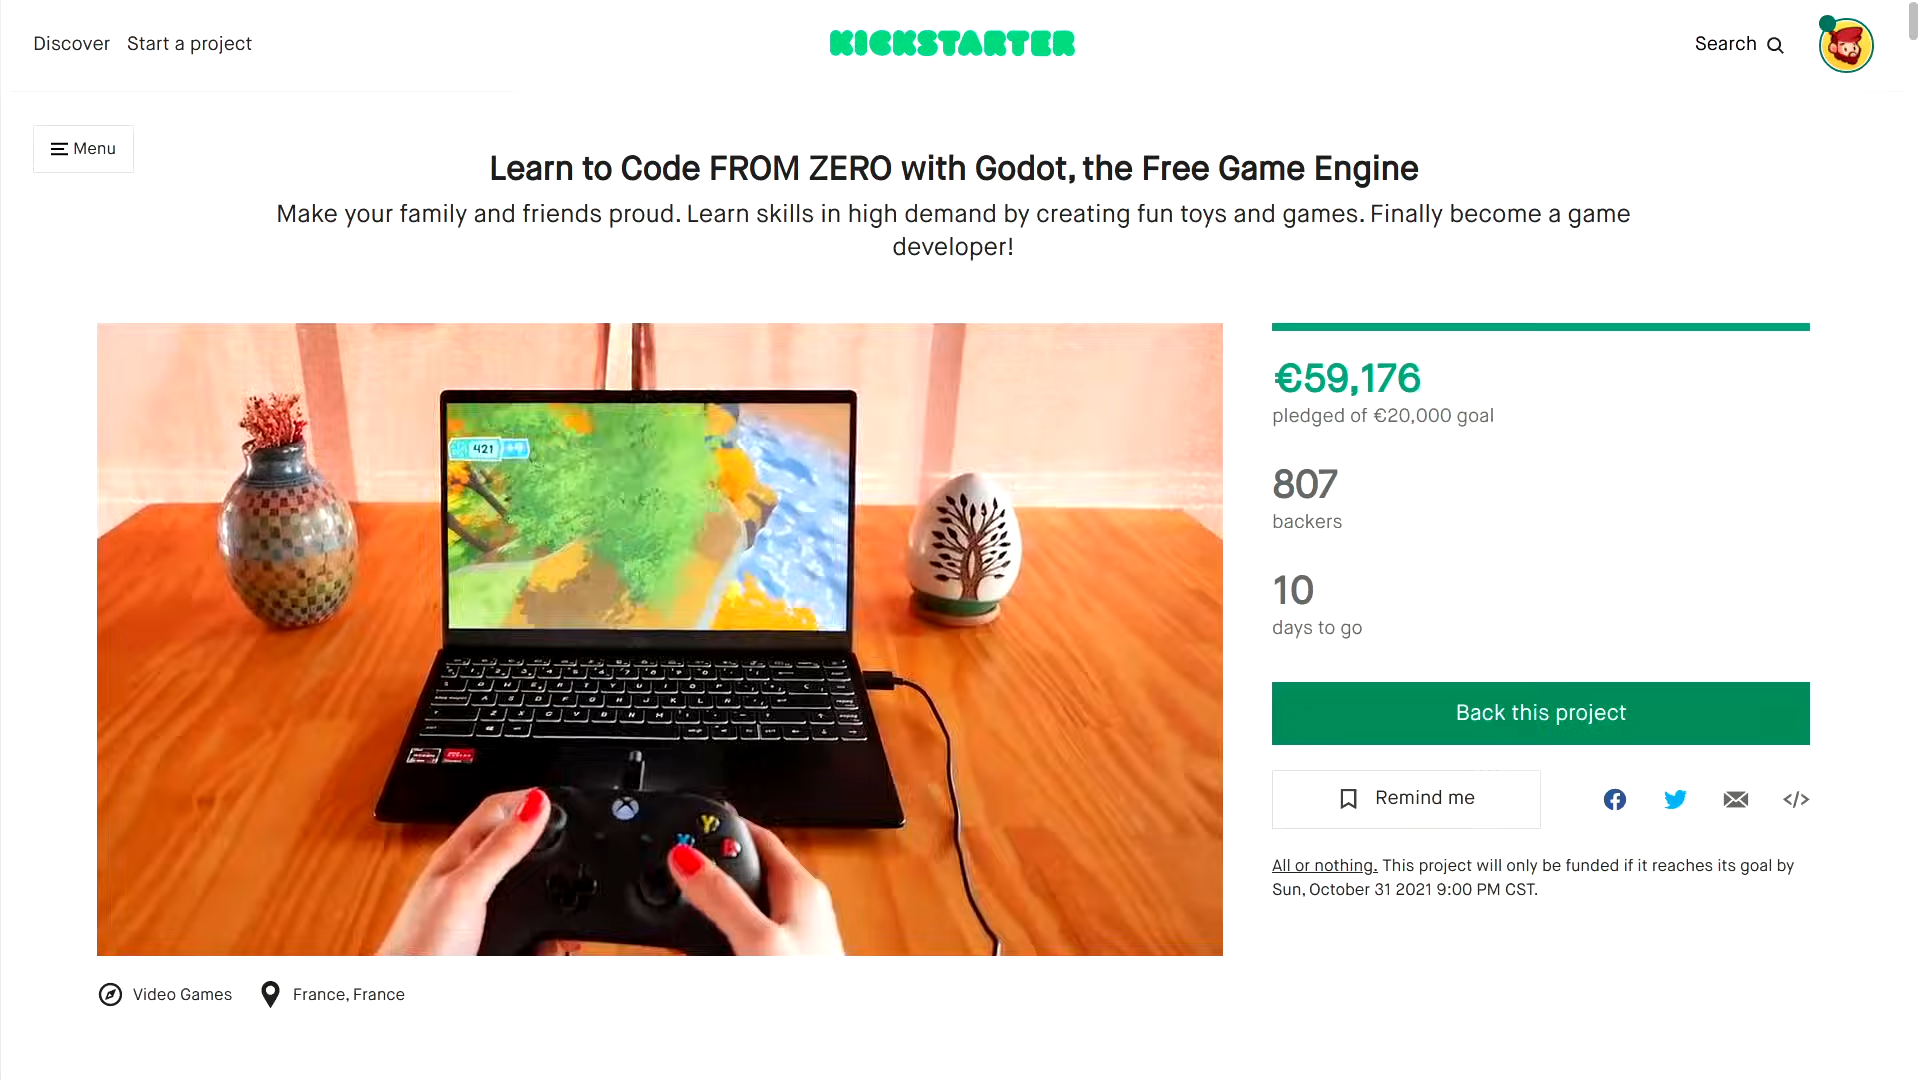 Discover Start a project
KICKSTARTER
Search
Menu
Learn to Code FROM ZERO with Godot, the Free Game Engine
Make your family and friends proud. Learn skills in high demand by creating fun toys and games. Finally become a game
developer!
€59,176
pledged of €20,000 goal
807
backers
10
days to go
Back this project
Remind me
All or nothing. This project will only be funded if it reaches its goal by
Sun, October 31 2021 9:00 PM CST.
421
Y
X
B
Video Games
France, France